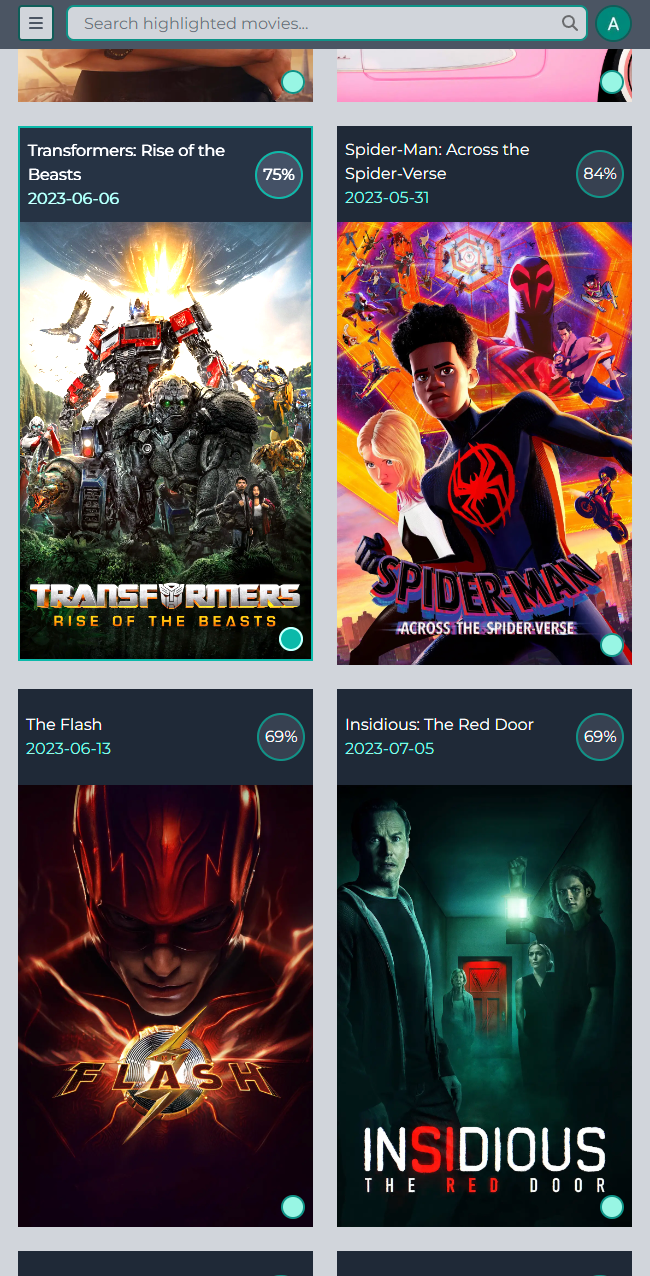 Search highlighted movies...
A
Transformers: Rise of the
Beasts
2023-06-06
75%
Spider-Man: Across the
Spider-Verse
2023-05-31
84%
TRANSFORMERS
RISE OF THE BEASTS
SPIDER-MAN
ACROSS THE SPIDER-VERSE
The Flash
2023-06-13
69%
Insidious: The Red Door
2023-07-05
69%
FLASH
INSIDIOUS
THE RED DOOR